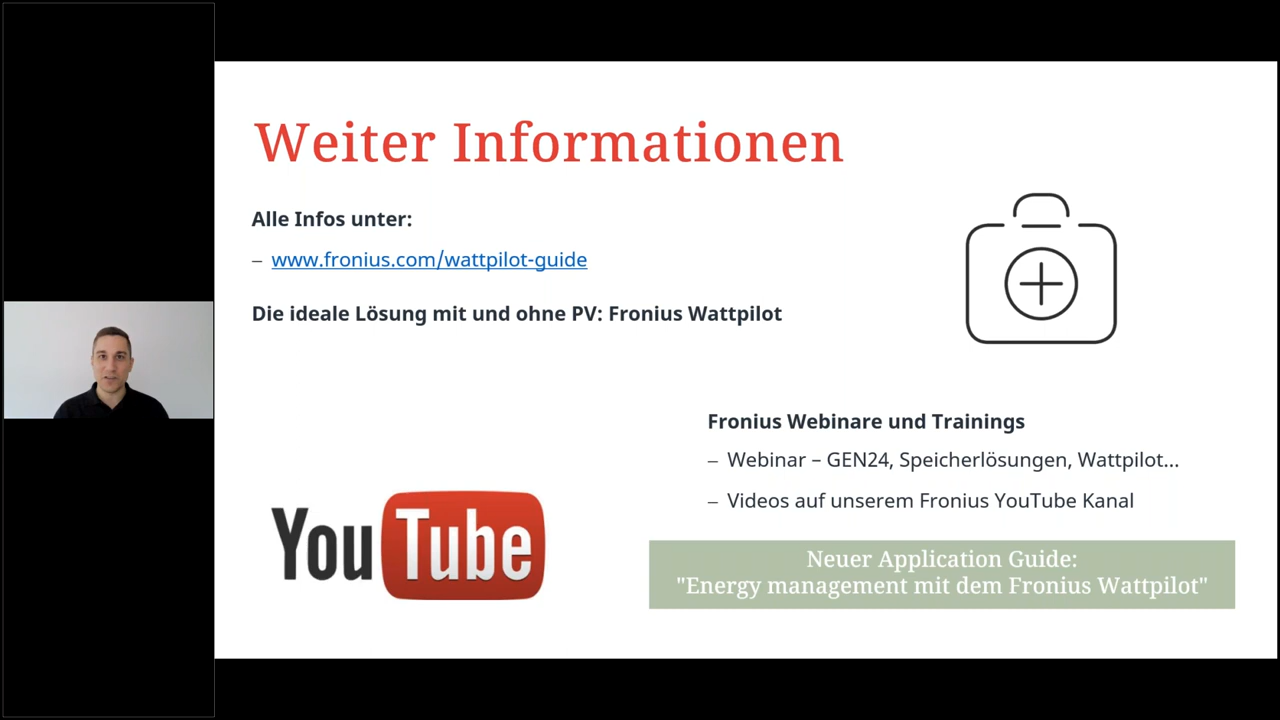 Weiter Informationen
Alle Infos unter:
– www.fronius.com/wattpilot-guide
Die ideale Lösung mit und ohne PV: Fronius Wattpilot
Fronius Webinare und Trainings
– Webinar – GEN24, Speicherlösungen, Wattpilot...
– Videos auf unserem Fronius YouTube Kanal
YouTube
Neuer Application Guide:
"Energy management mit dem Fronius Wattpilot"